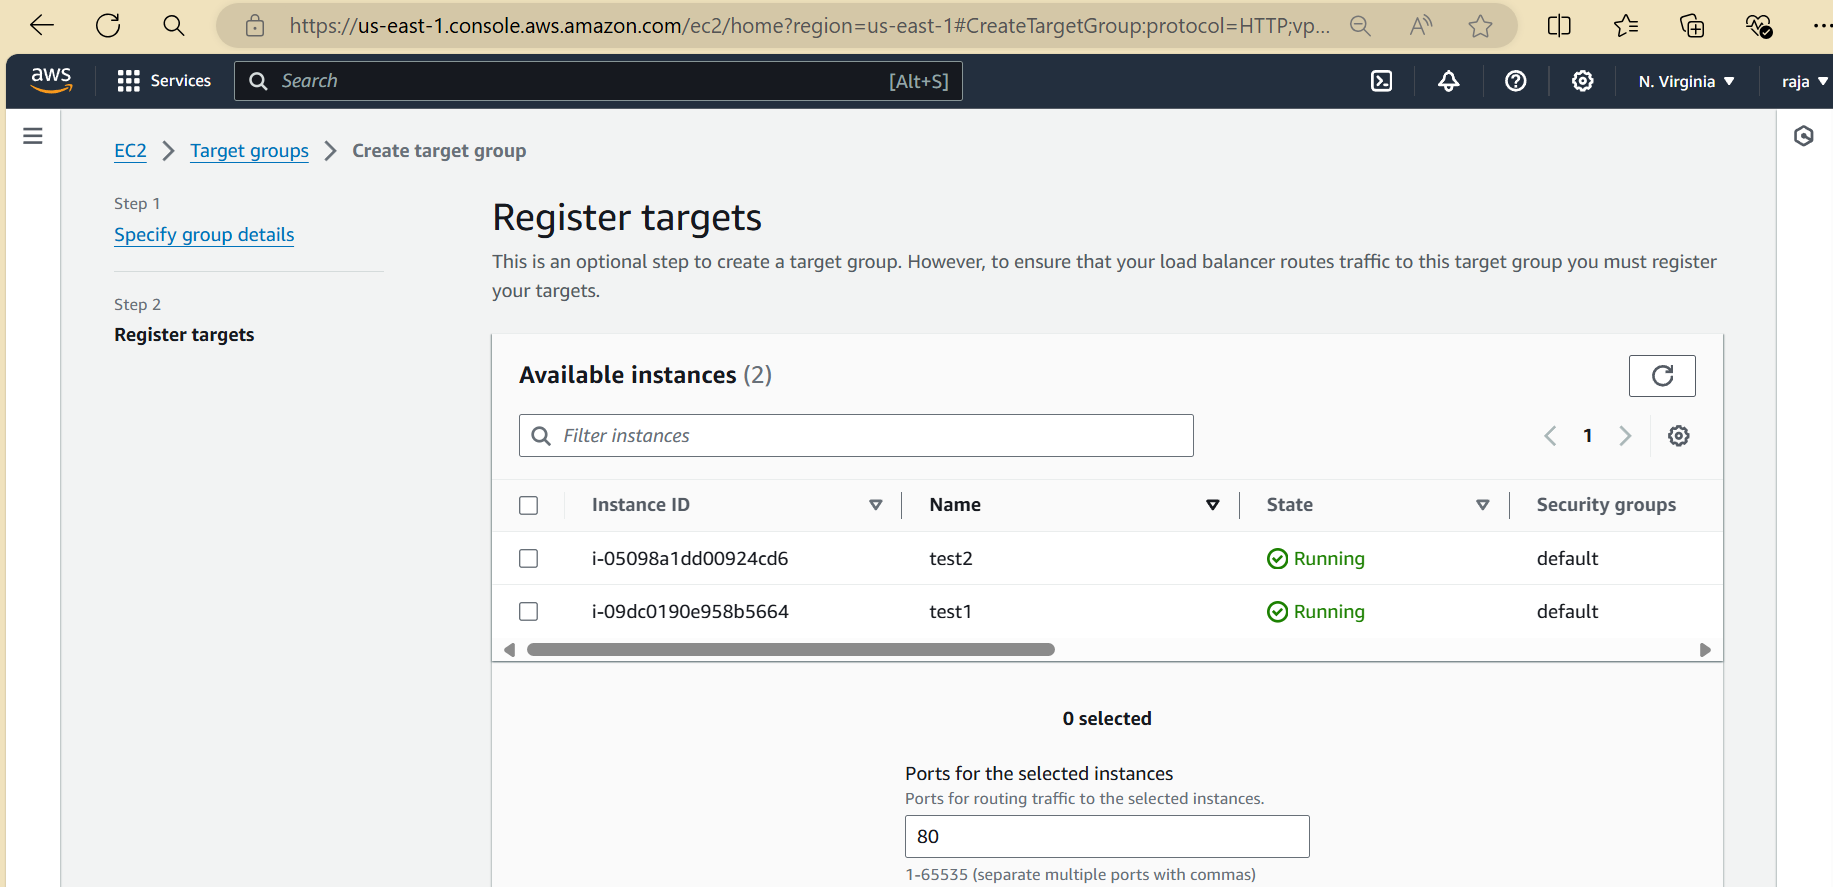 https://us-east-1.console.aws.amazon.com/ec2/home?region=us-east-1#CreateTargetGroup:protocol=HTTP;vp...
aws
Services
Search
[Alt+S]
N. Virginia
raja
EC2
Target groups
Create target group
Step 1
Specify group details
Step 2
Register targets
Register targets
This is an optional step to create a target group. However, to ensure that your load balancer routes traffic to this target group you must register
your targets.
Available instances (2)
Filter instances
1
Instance ID Name State Security groups
i-05098a1dd00924cd6 test2 Running default
i-09dc0190e958b5664 test1 Running default
0 selected
Ports for the selected instances
Ports for routing traffic to the selected instances.
80
1-65535 (separate multiple ports with commas)